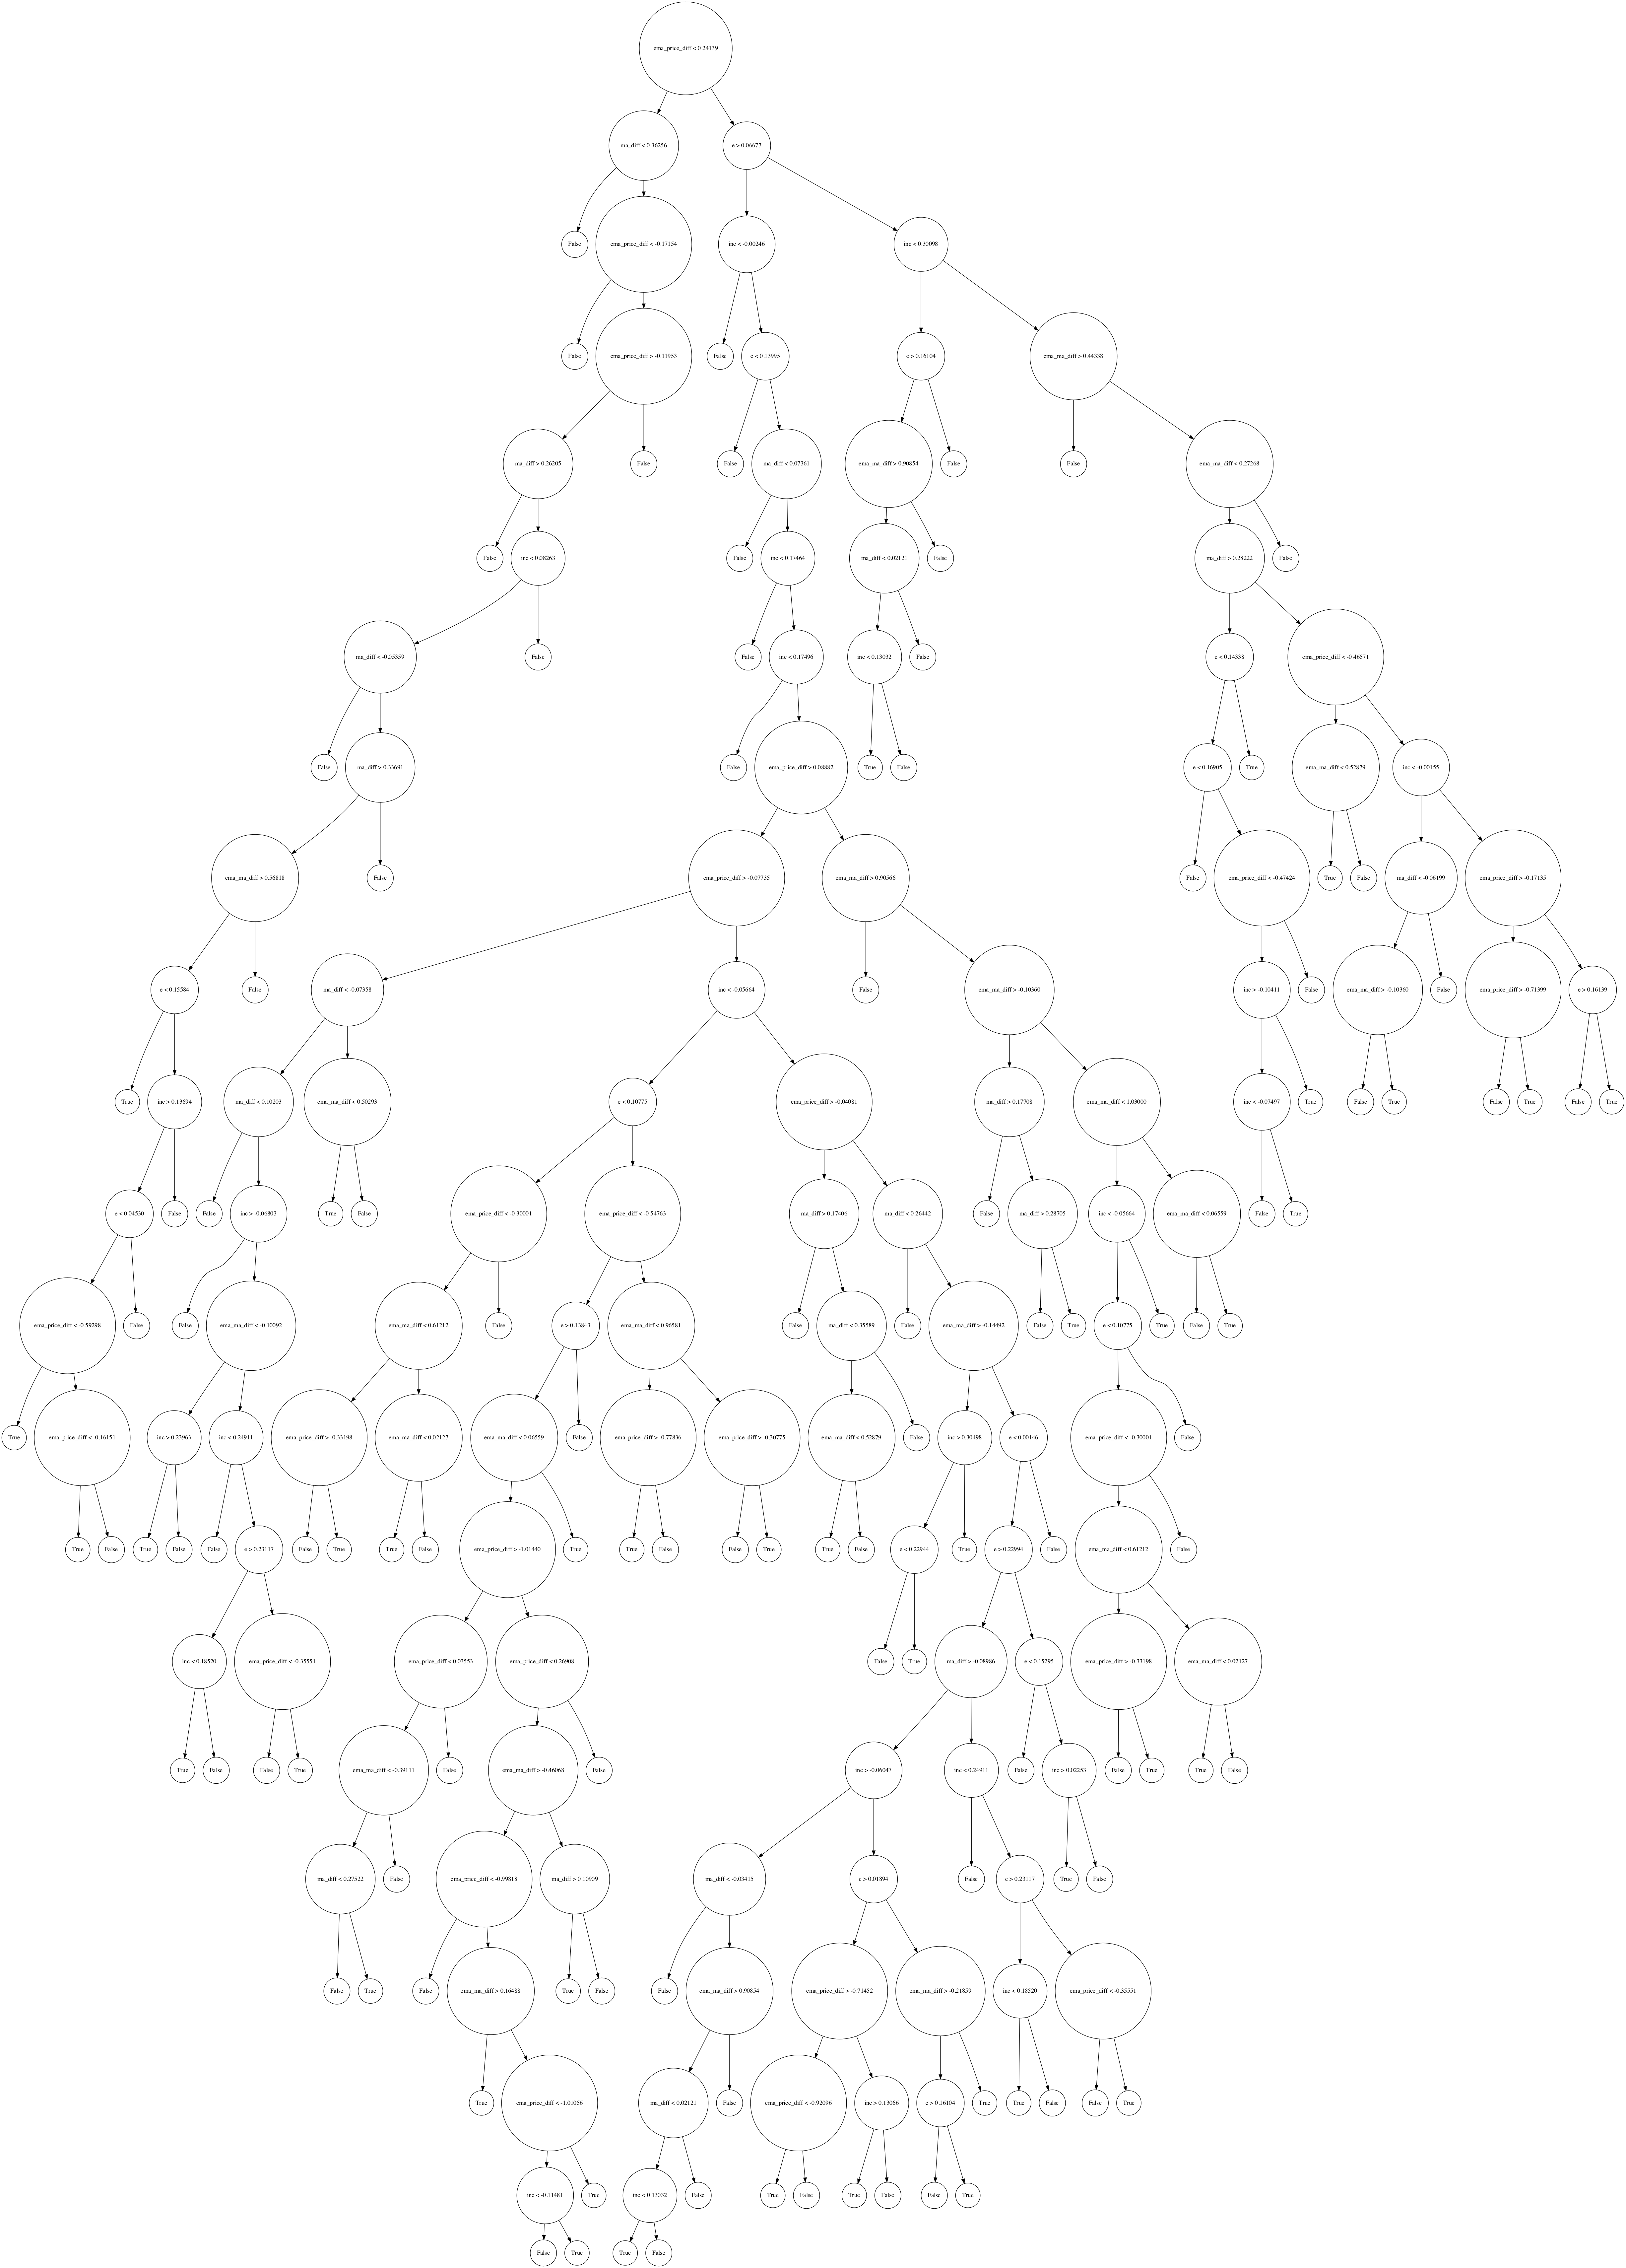 ema_price_diff < 0.24139
ma_diff < 0.36256
e > 0.06677
False
ema_price_diff < -0.17154
inc < -0.00246
inc < 0.30098
False
ema_price_diff > -0.11953
False
e < 0.13995
e > 0.16104
ema_ma_diff > 0.44338
ma_diff > 0.26205
False
False
ma_diff < 0.07361
ema_ma_diff > 0.90854
False
False
ema_ma_diff < 0.27268
False
inc < 0.08263
False
inc < 0.17464
ma_diff < 0.02121
False
ma_diff > 0.28222
False
ma_diff < -0.05359
False
False
inc < 0.17496
inc < 0.13032
False
e < 0.14338
ema_price_diff < -0.46571
False
ma_diff > 0.33691
False
ema_price_diff > 0.08882
True
False
e < 0.16905
True
ema_ma_diff < 0.52879
inc < -0.00155
ema_ma_diff > 0.56818
False
ema_price_diff > -0.07735
ema_ma_diff > 0.90566
False
ema_price_diff < -0.47424
True
False
ma_diff < -0.06199
ema_price_diff > -0.17135
e < 0.15584
False
ma_diff < -0.07358
inc < -0.05664
False
ema_ma_diff > -0.10360
inc > -0.10411
False
ema_ma_diff > -0.10360
False
ema_price_diff > -0.71399
e > 0.16139
True
inc > 0.13694
ma_diff < 0.10203
ema_ma_diff < 0.50293
e < 0.10775
ema_price_diff > -0.04081
ma_diff > 0.17708
ema_ma_diff < 1.03000
inc < -0.07497
True
False
True
False
True
False
True
e < 0.04530
False
False
inc > -0.06803
True
False
ema_price_diff < -0.30001
ema_price_diff < -0.54763
ma_diff > 0.17406
ma_diff < 0.26442
False
ma_diff > 0.28705
inc < -0.05664
ema_ma_diff < 0.06559
False
True
ema_price_diff < -0.59298
False
False
ema_ma_diff < -0.10092
ema_ma_diff < 0.61212
False
e > 0.13843
ema_ma_diff < 0.96581
False
ma_diff < 0.35589
False
ema_ma_diff > -0.14492
False
True
e < 0.10775
True
False
True
True
ema_price_diff < -0.16151
inc > 0.23963
inc < 0.24911
ema_price_diff > -0.33198
ema_ma_diff < 0.02127
ema_ma_diff < 0.06559
False
ema_price_diff > -0.77836
ema_price_diff > -0.30775
ema_ma_diff < 0.52879
False
inc > 0.30498
e < 0.00146
ema_price_diff < -0.30001
False
True
False
True
False
False
e > 0.23117
False
True
True
False
ema_price_diff > -1.01440
True
True
False
False
True
True
False
e < 0.22944
True
e > 0.22994
False
ema_ma_diff < 0.61212
False
inc < 0.18520
ema_price_diff < -0.35551
ema_price_diff < 0.03553
ema_price_diff < 0.26908
False
True
ma_diff > -0.08986
e < 0.15295
ema_price_diff > -0.33198
ema_ma_diff < 0.02127
True
False
False
True
ema_ma_diff < -0.39111
False
ema_ma_diff > -0.46068
False
inc > -0.06047
inc < 0.24911
False
inc > 0.02253
False
True
True
False
ma_diff < 0.27522
False
ema_price_diff < -0.99818
ma_diff > 0.10909
ma_diff < -0.03415
e > 0.01894
False
e > 0.23117
True
False
False
True
False
ema_ma_diff > 0.16488
True
False
False
ema_ma_diff > 0.90854
ema_price_diff > -0.71452
ema_ma_diff > -0.21859
inc < 0.18520
ema_price_diff < -0.35551
True
ema_price_diff < -1.01056
ma_diff < 0.02121
False
ema_price_diff < -0.92096
inc > 0.13066
e > 0.16104
True
True
False
False
True
inc < -0.11481
True
inc < 0.13032
False
True
False
True
False
False
True
False
True
True
False